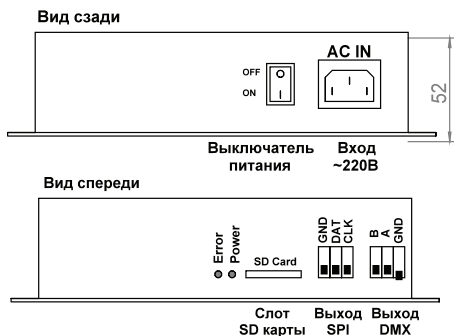 Вид сзади
AC IN
OFF
ON
52
Выключатель
питания
Вход
~220В
Вид спереди
Error
Power
SD Card
GND
DAT
CLK
B
A
GND
Слот
SD карты
Выход
SPI
Выход
DMX